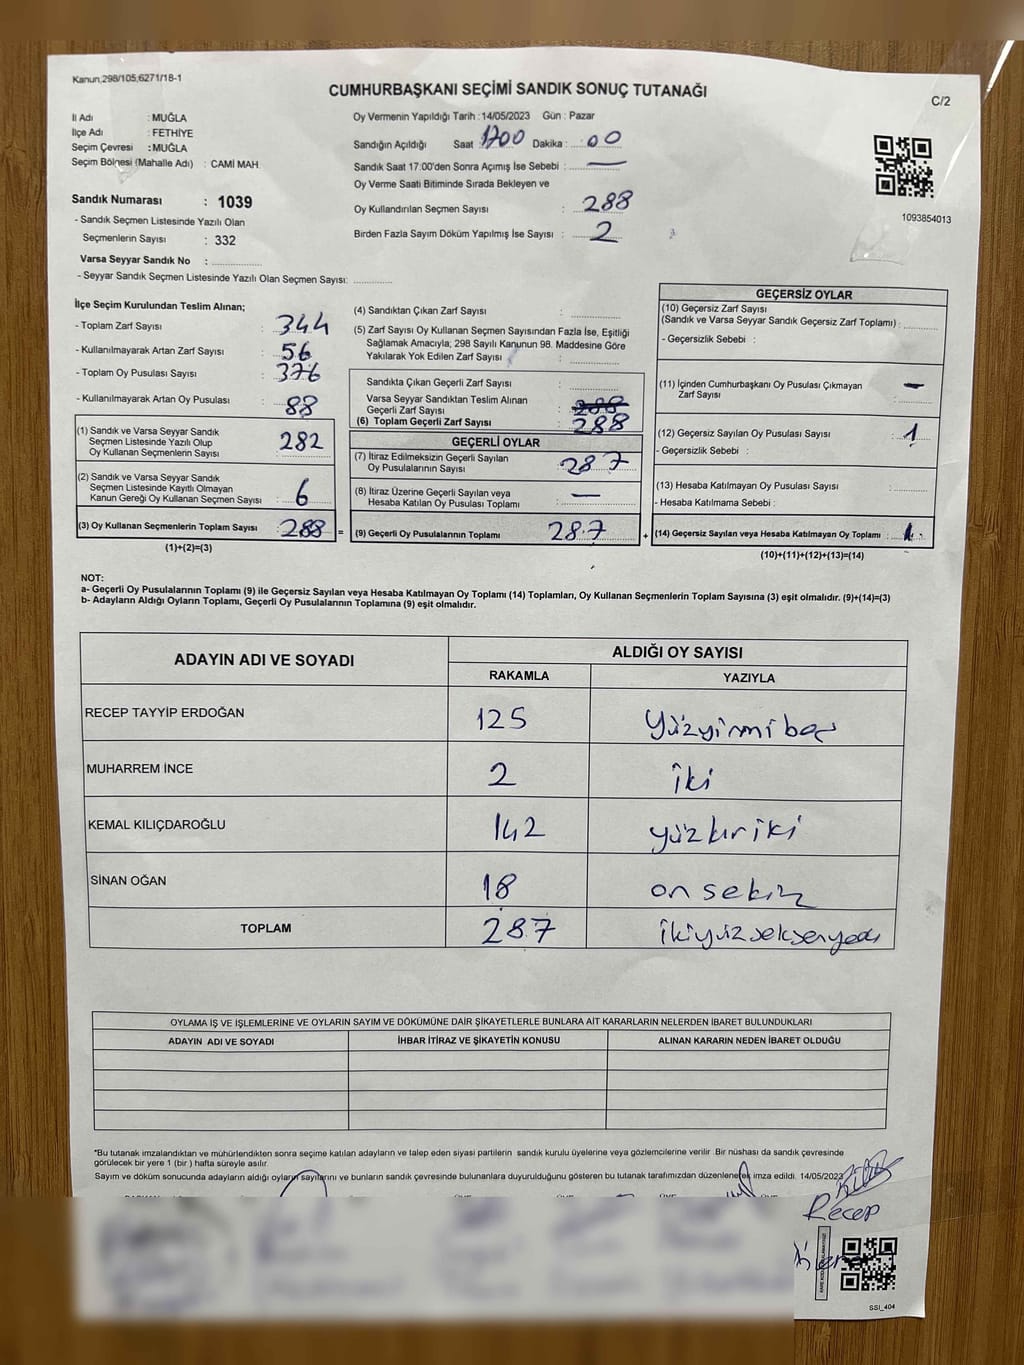 Kanun;298/105;6271/18-1
CUMHURBAŞKANI SEÇİMİ SANDIK SONUÇ TUTANAĞI
C/2
İl Adı : MUĞLA
İlçe Adı : FETHİYE
Seçim Çevresi : MUĞLA
Seçim Bölgesi (Mahalle Adı) : CAMİ MAH.
Sandık Numarası : 1039
- Sandık Seçmen Listesinde Yazılı Olan
Seçmenlerin Sayısı : 332
Varsa Seyyar Sandık No :
- Seyyar Sandık Seçmen Listesinde Yazılı Olan Seçmen Sayısı:
Oy Vermenin Yapıldığı Tarih : 14/05/2023 Gün : Pazar
Sandığın Açıldığı Saat 1700 Dakika : 00
Sandık Saat 17:00'den Sonra Açımış İse Sebebi : —
Oy Verme Saati Bitiminde Sırada Bekleyen ve
Oy Kullandırılan Seçmen Sayısı : 288
Birden Fazla Sayım Döküm Yapılmış İse Sayısı : 2
1093854013
İlçe Seçim Kurulundan Teslim Alınan;
- Toplam Zarf Sayısı : 344
- Kullanılmayarak Artan Zarf Sayısı : 56
- Toplam Oy Pusulası Sayısı : 376
- Kullanılmayarak Artan Oy Pusulası : 88
(1) Sandık ve Varsa Seyyar Sandık
Seçmen Listesinde Yazılı Olup
Oy Kullanan Seçmenlerin Sayısı : 282
(2) Sandık ve Varsa Seyyar Sandık
Seçmen Listesinde Kayıtlı Olmayan
Kanun Gereği Oy Kullanan Seçmen Sayısı : 6
(3) Oy Kullanan Seçmenlerin Toplam Sayısı : 288 =
(1)+(2)=(3)
(4) Sandıktan Çıkan Zarf Sayısı :
(5) Zarf Sayısı Oy Kullanan Seçmen Sayısından Fazla İse, Eşitliği
Sağlamak Amacıyla; 298 Sayılı Kanunun 98. Maddesine Göre
Yakılarak Yok Edilen Zarf Sayısı :
Sandıkta Çıkan Geçerli Zarf Sayısı :
Varsa Seyyar Sandıktan Teslim Alınan
Geçerli Zarf Sayısı : 288
(6) Toplam Geçerli Zarf Sayısı : 288
GEÇERLİ OYLAR
(7) İtiraz Edilmeksizin Geçerli Sayılan
Oy Pusulalarının Sayısı : 287
(8) İtiraz Üzerine Geçerli Sayılan veya
Hesaba Katılan Oy Pusulası Toplamı : —
(9) Geçerli Oy Pusulalarının Toplamı 287 +
GEÇERSİZ OYLAR
(10) Geçersiz Zarf Sayısı
(Sandık ve Varsa Seyyar Sandık Geçersiz Zarf Toplamı) :
- Geçersizlik Sebebi :
(11) İçinden Cumhurbaşkanı Oy Pusulası Çıkmayan
Zarf Sayısı : —
(12) Geçersiz Sayılan Oy Pusulası Sayısı : 1
- Geçersizlik Sebebi :
(13) Hesaba Katılmayan Oy Pusulası Sayısı :
- Hesaba Katılmama Sebebi :
(14) Geçersiz Sayılan veya Hesaba Katılmayan Oy Toplamı : 1
(10)+(11)+(12)+(13)=(14)
NOT:
a- Geçerli Oy Pusulalarının Toplamı (9) ile Geçersiz Sayılan veya Hesaba Katılmayan Oy Toplamı (14) Toplamları, Oy Kullanan Seçmenlerin Toplam Sayısına (3) eşit olmalıdır. (9)+(14)=(3)
b- Adayların Aldığı Oyların Toplamı, Geçerli Oy Pusulalarının Toplamına (9) eşit olmalıdır.
ADAYIN ADI VE SOYADI ALDIĞI OY SAYISI
RAKAMLA YAZIYLA
RECEP TAYYİP ERDOĞAN 125 yüzyirmi beş
MUHARREM İNCE 2 iki
KEMAL KILIÇDAROĞLU 142 yüzkırkiki
SİNAN OĞAN 18 on sekiz
TOPLAM 287 ikiyüzseksenyedi
OYLAMA İŞ VE İŞLEMLERİNE VE OYLARIN SAYIM VE DÖKÜMÜNE DAİR ŞİKAYETLERLE BUNLARA AİT KARARLARIN NELERDEN İBARET BULUNDUKLARI
ADAYIN ADI VE SOYADI İHBAR İTİRAZ VE ŞİKAYETİN KONUSU ALINAN KARARIN NEDEN İBARET OLDUĞU
*Bu tutanak imzalandıktan ve mühürlendikten sonra seçime katılan adayların ve talep eden siyasi partilerin sandık kurulu üyelerine veya gözlemcilerine verilir. Bir nüshası da sandık çevresinde
görülecek bir yere 1 (bir ) hafta süreyle asılır.
Sayım ve döküm sonucunda adayların aldığı oyların sayılarını ve bunların sandık çevresinde bulunanlara duyurulduğunu gösteren bu tutanak tarafımızdan düzenlenerek imza edildi. 14/05/2023
Recep
SSI_404